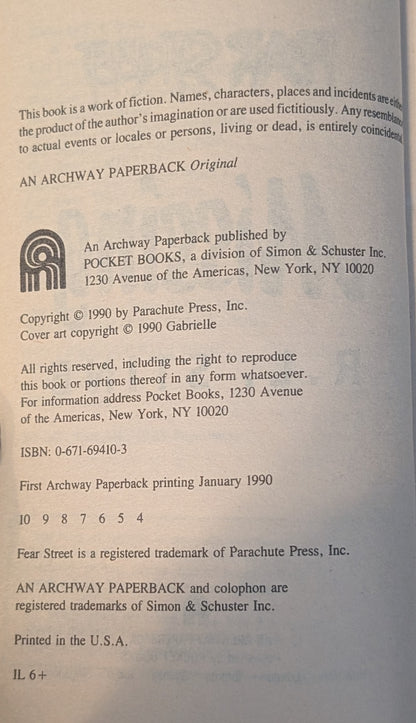 This book is a work of fiction. Names, characters, places and incidents are
the product of the author's imagination or are used fictitiously. Any
to actual events or locales or persons, living or dead, is entirely
AN ARCHWAY PAPERBACK Original
An Archway Paperback published by
POCKET BOOKS, a division of Simon & Schuster Inc.
1230 Avenue of the Americas, New York, NY 10020
Copyright © 1990 by Parachute Press, Inc.
Cover art copyright © 1990 Gabrielle
All rights reserved, including the right to reproduce
this book or portions thereof in any form whatsoever.
For information address Pocket Books, 1230 Avenue
of the Americas, New York, NY 10020
ISBN: 0-671-69410-3
First Archway Paperback printing January 1990
10 9 8 7 6 5 4
Fear Street is a registered trademark of Parachute Press, Inc.
AN ARCHWAY PAPERBACK and colophon are
registered trademarks of Simon & Schuster Inc.
Printed in the U.S.A.
IL 6+